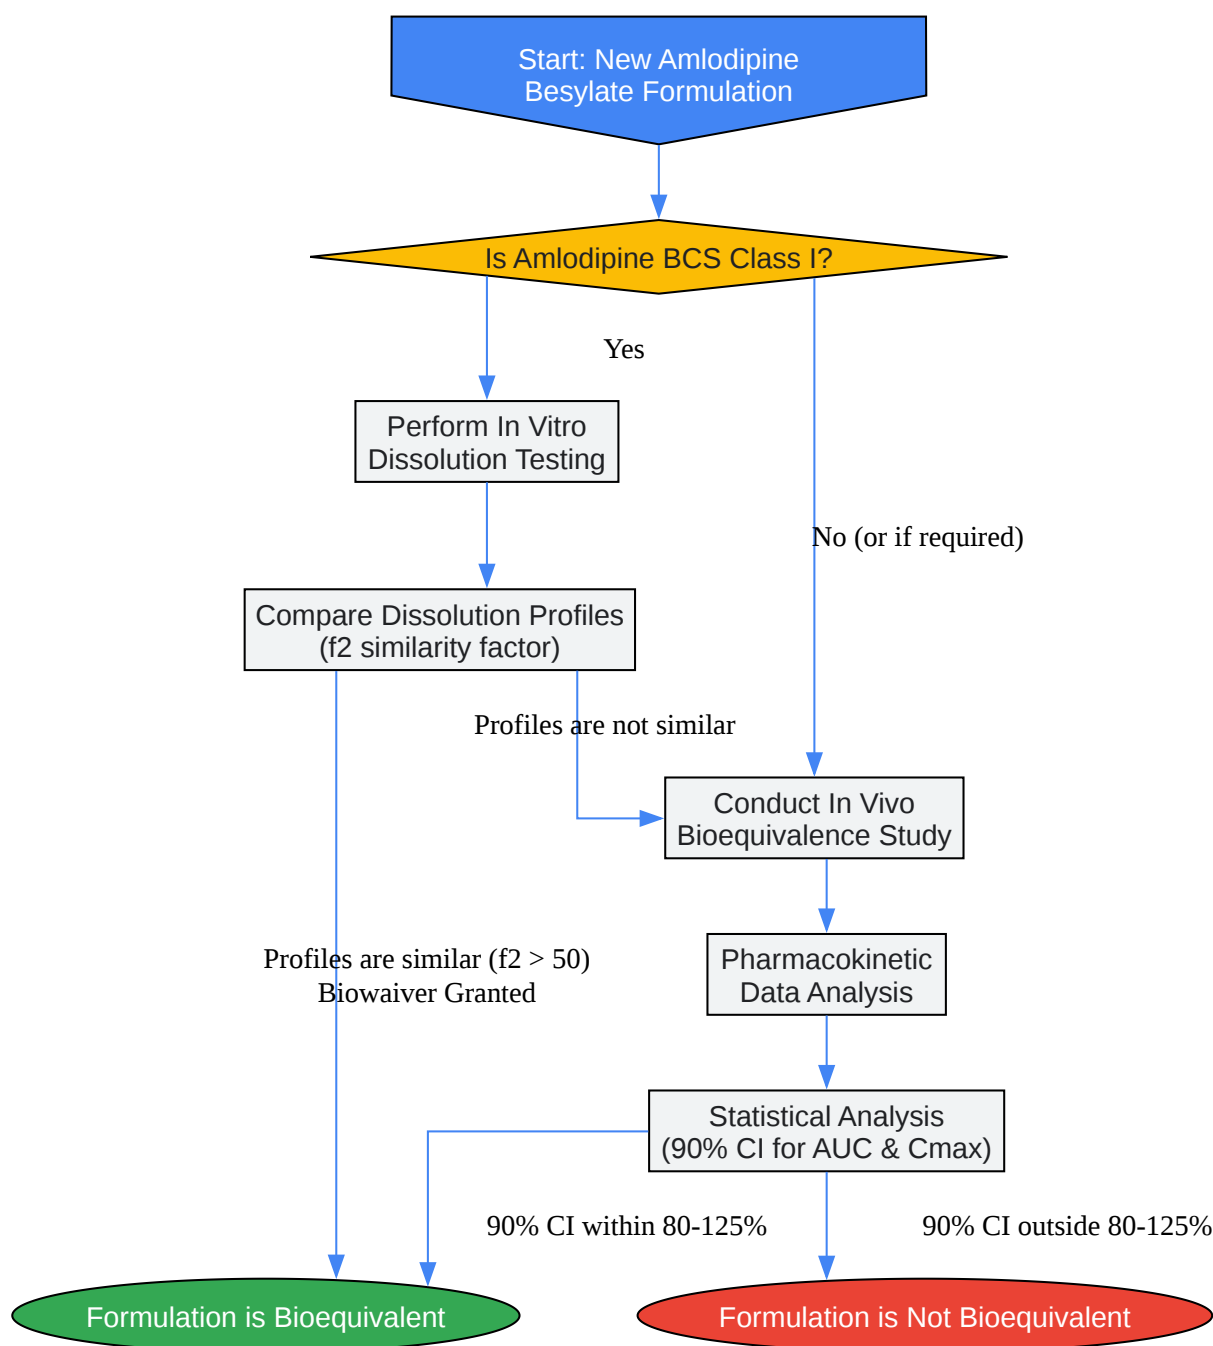 Start: New Amlodipine
Besylate Formulation
Is Amlodipine BCS Class I?
Yes
Perform In Vitro
Dissolution Testing
No (or if required)
Compare Dissolution Profiles
(f2 similarity factor)
Profiles are not similar
Conduct In Vivo
Bioequivalence Study
Profiles are similar (f2 > 50)
Biowaiver Granted
Pharmacokinetic
Data Analysis
Statistical Analysis
(90% CI for AUC & Cmax)
90% CI within 80-125%
90% CI outside 80-125%
Formulation is Bioequivalent
Formulation is Not Bioequivalent